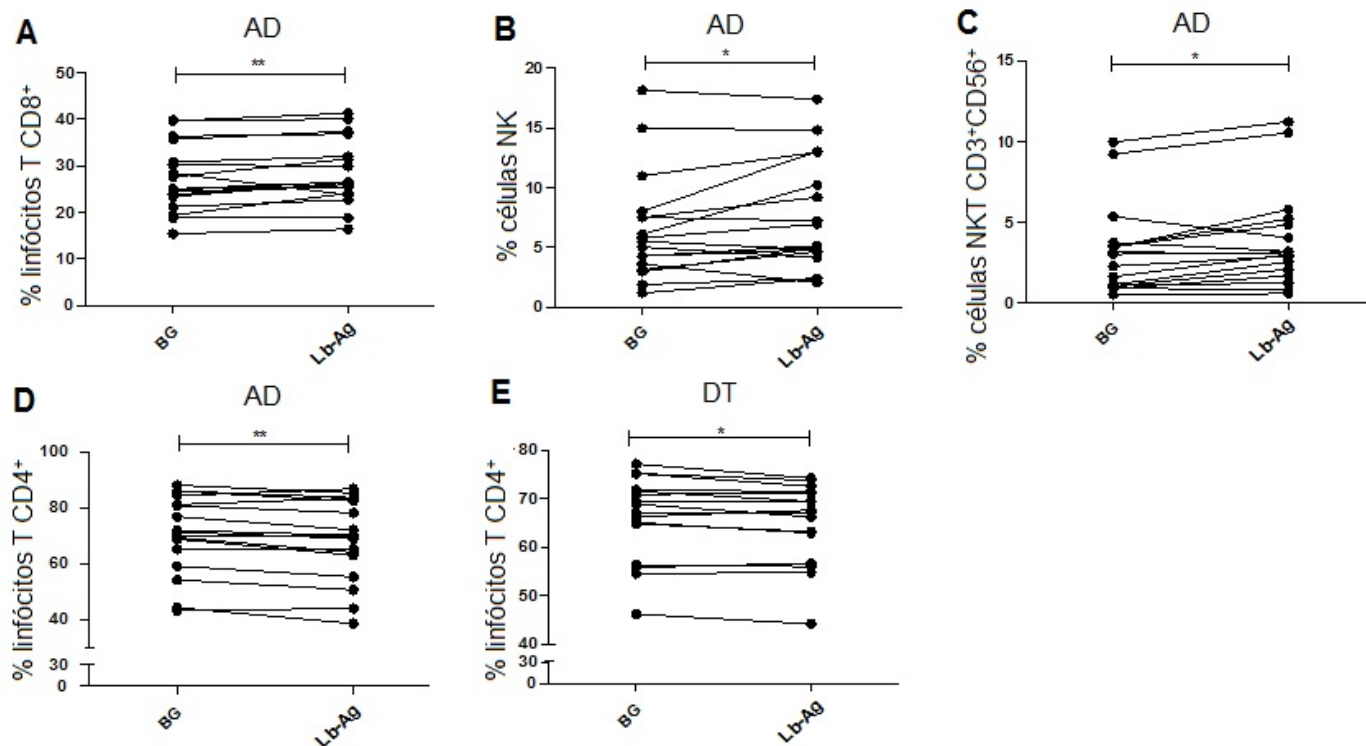 A
AD
**
% linfócitos T CD8⁺
50
40
30
20
10
0
BG
Lb-Ag
B
AD
*
% células NK
20
15
10
5
0
BG
Lb-Ag
C
AD
*
% células NKT CD3⁺CD56⁺
15
10
5
0
BG
Lb-Ag
D
AD
**
% linfócitos T CD4⁺
100
80
60
40
30
0
BG
Lb-Ag
E
DT
*
% linfócitos T CD4⁺
80
70
60
50
40
30
0
BG
Lb-Ag